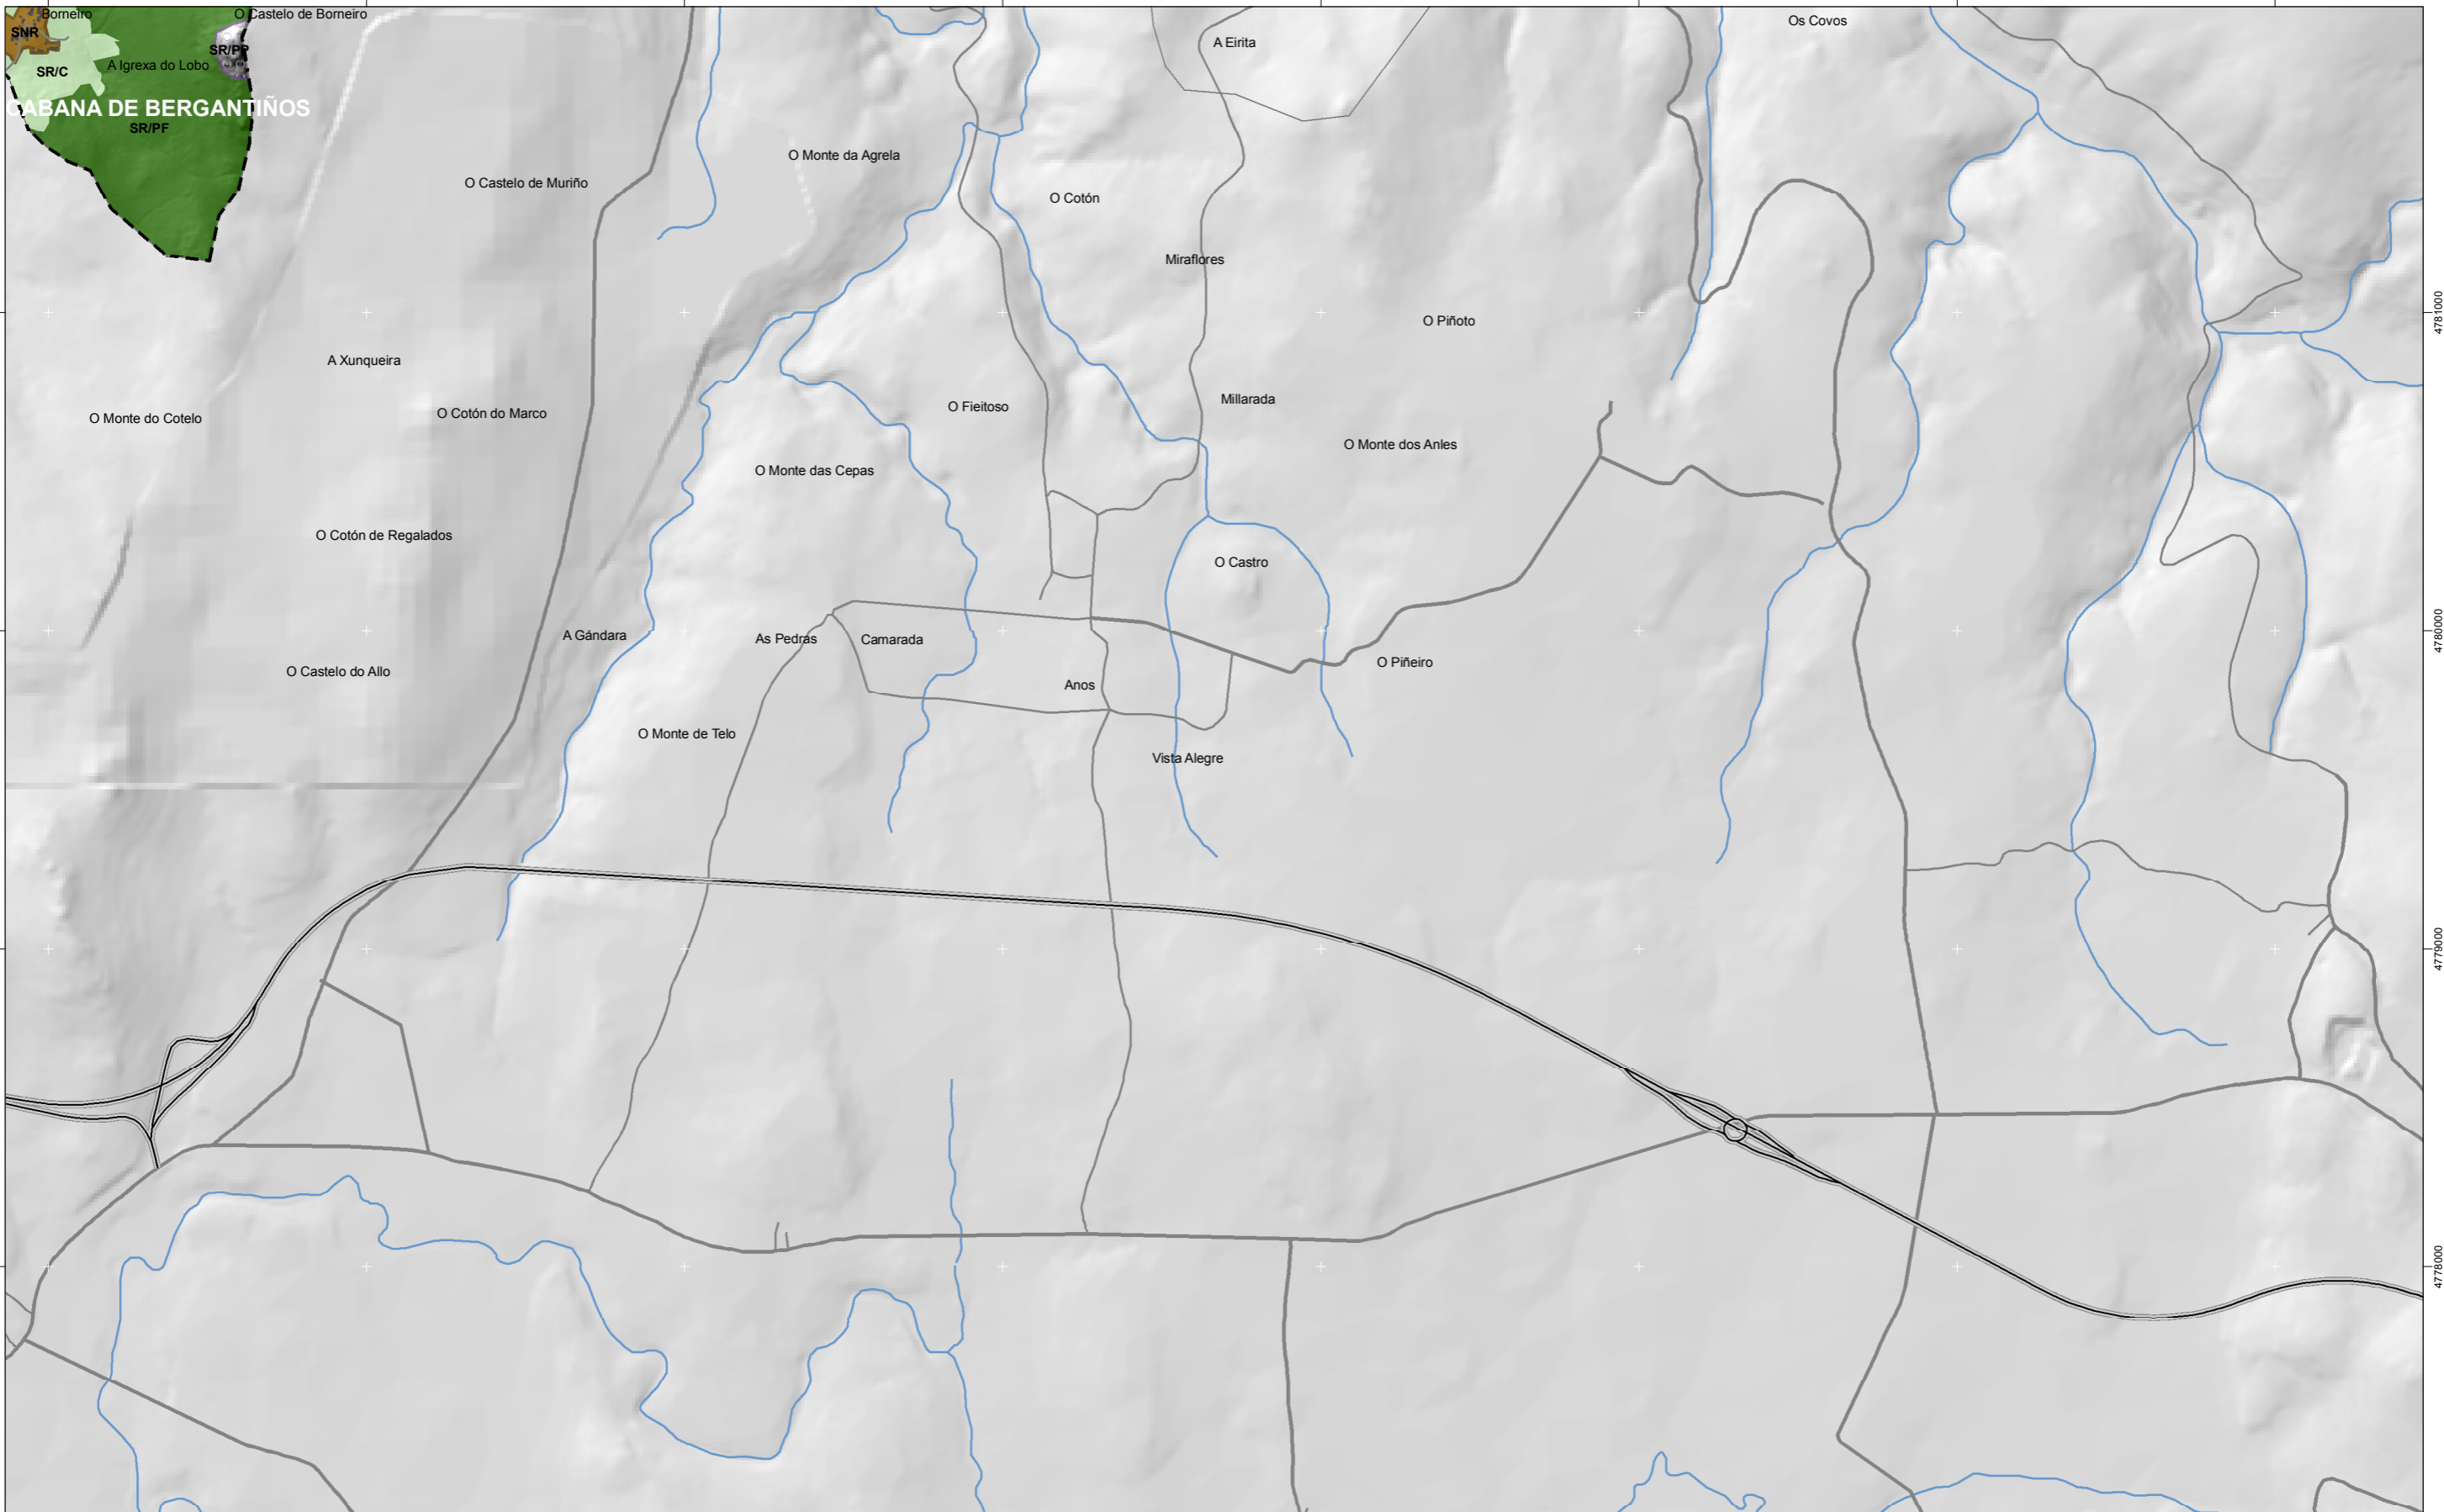 Borneiro
O Castelo de Borneiro
Os Covos
SNR
A Eirita
SR/PP
A Igrexa do Lobo
SR/C
CABANA DE BERGANTIÑOS
SR/PF
O Monte da Agrela
O Castelo de Muriño
O Cotón
Miraflores
4781000
O Piñoto
A Xunqueira
Millarada
O Fieitoso
O Cotón do Marco
O Monte do Cotelo
O Monte dos Anles
O Monte das Cepas
O Cotón de Regalados
O Castro
4780000
A Gándara
As Pedras
Camarada
O Piñeiro
O Castelo do Allo
Anos
O Monte de Telo
Vista Alegre
4779000
4778000